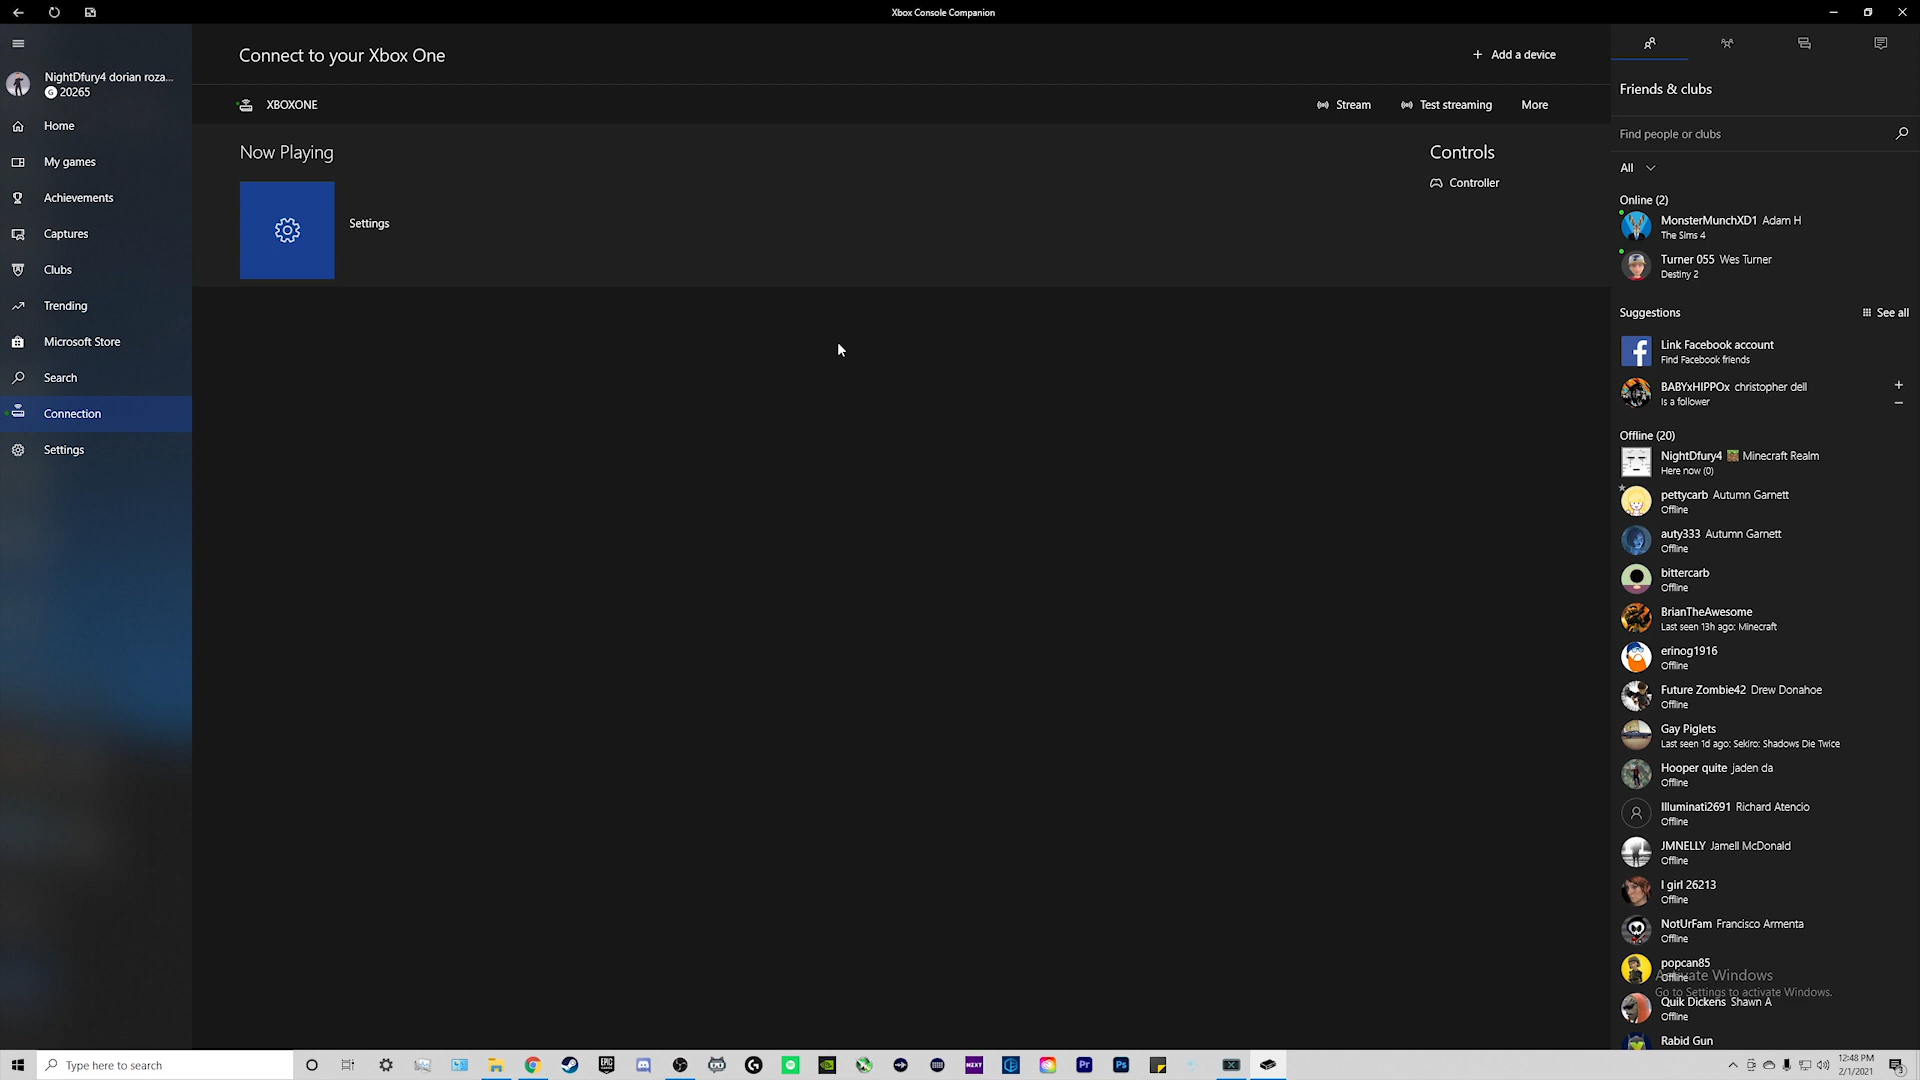 Xbox Console Companion
NightDfury4 dorian roza...
G 20265
Home
My games
Achievements
Captures
Clubs
Trending
Microsoft Store
Search
Connection
Settings
Connect to your Xbox One
+ Add a device
XBOXONE
Stream
Test streaming
More
Now Playing
Settings
Controls
Controller
Friends & clubs
Find people or clubs
All
Online (2)
MonsterMunchXD1 Adam H
The Sims 4
Turner 055 Wes Turner
Destiny 2
Suggestions
See all
Link Facebook account
Find Facebook friends
BABYxHIPPOx christopher dell
Is a follower
Offline (20)
NightDfury4 Minecraft Realm
Here now (0)
pettycarb Autumn Garnett
Offline
auty333 Autumn Garnett
Offline
bittercarb
Offline
BrianTheAwesome
Last seen 13h ago: Minecraft
erinog1916
Offline
Future Zombie42 Drew Donahoe
Offline
Gay Piglets
Last seen 1d ago: Sekiro: Shadows Die Twice
Hooper quite jaden da
Offline
Illuminati2691 Richard Atencio
Offline
JMNELLY Jamell McDonald
Offline
I girl 26213
Offline
NotUrFam Francisco Armenta
Offline
popcan85
Offline
Activate Windows
Go to Settings to activate Windows.
Quik Dickens Shawn A
Offline
Rabid Gun
Type here to search
EPIC GAMES
NZXT
Pr
Ps
12:48 PM
2/1/2021
3